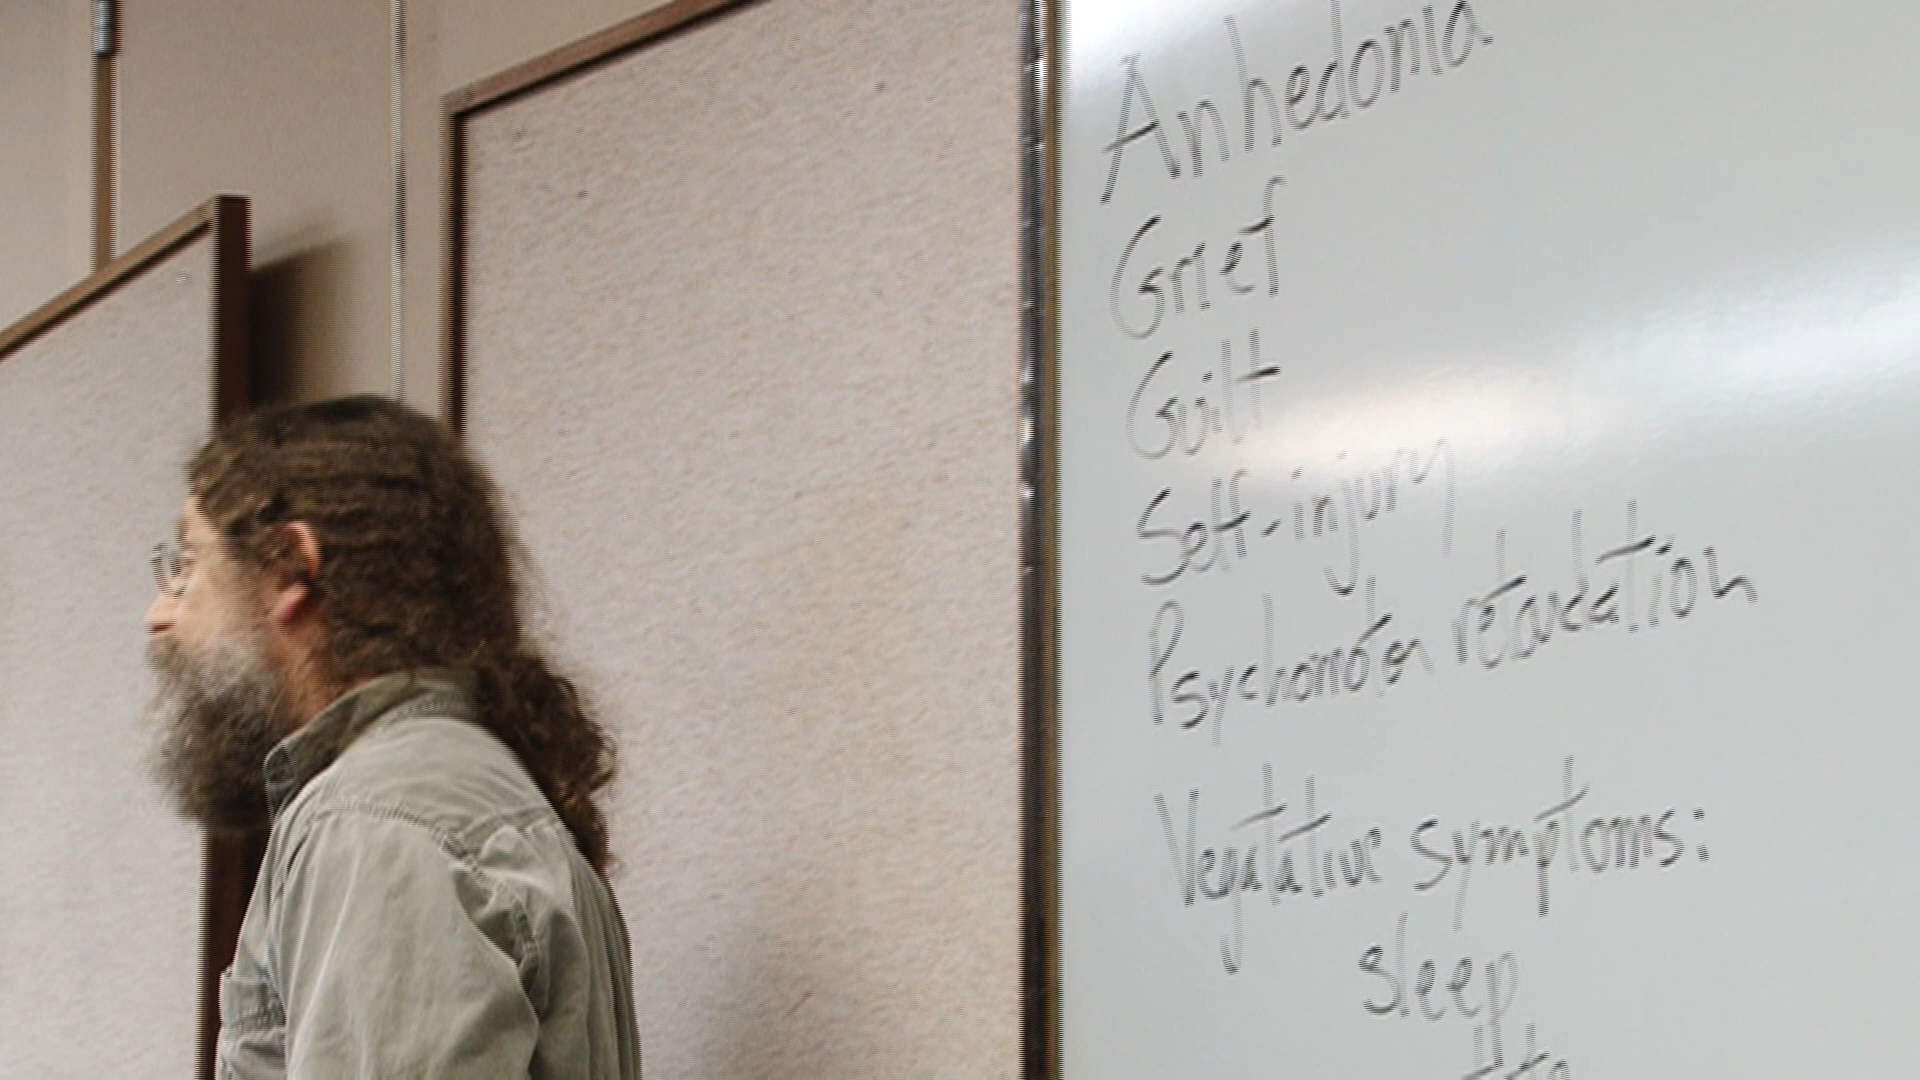 Anhedonia
Grief
Guilt
Self-injury
Psychomotor retardation
Vegetative symptoms:
sleep